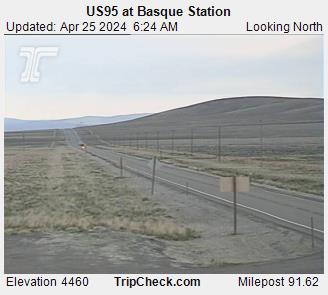 US95 at Basque Station
Updated: Apr 25 2024 6:24 AM Looking North
Elevation 4460 TripCheck.com Milepost 91.62